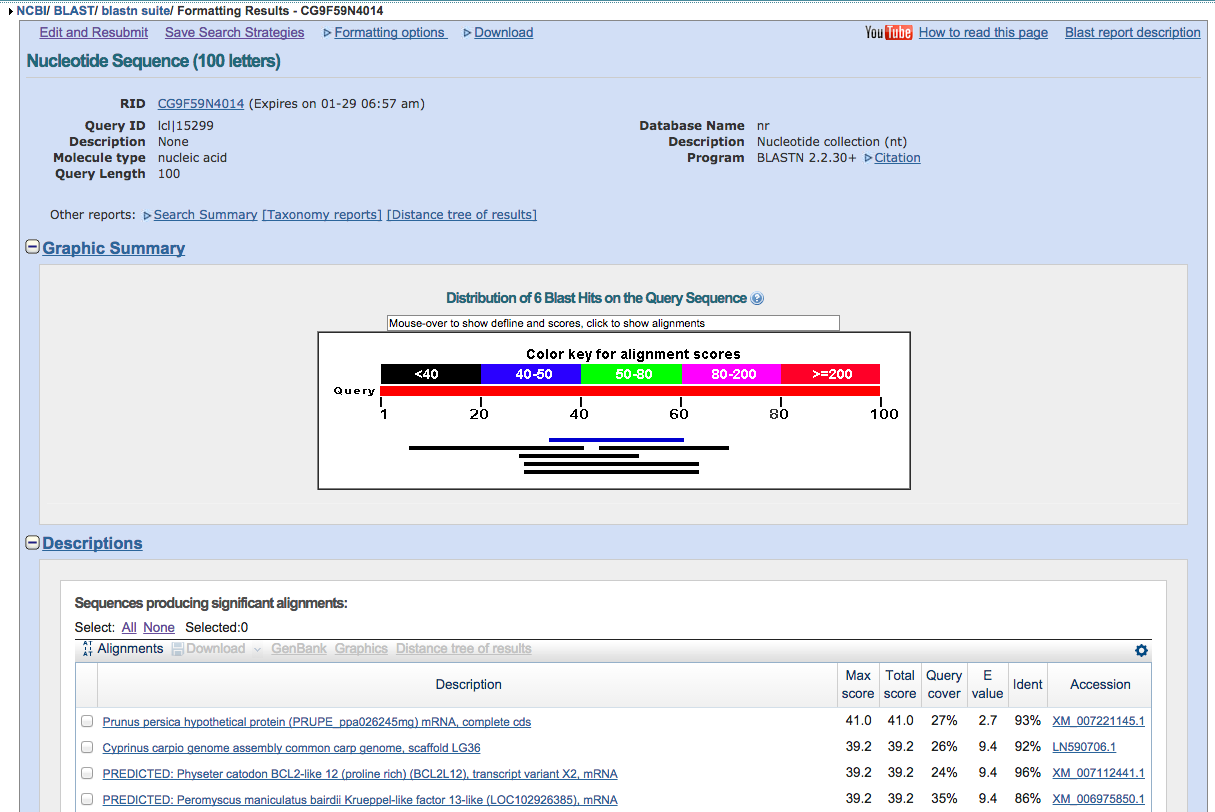 NCBI/ BLAST/ blastn suite/ Formatting Results - CG9F59N4014
Edit and Resubmit Save Search Strategies Formatting options Download YouTube How to read this page Blast report description
Nucleotide Sequence (100 letters)
RID CG9F59N4014 (Expires on 01-29 06:57 am)
Query ID lcl|15299
Description None
Molecule type nucleic acid
Query Length 100
Database Name nr
Description Nucleotide collection (nt)
Program BLASTN 2.2.30+ Citation
Other reports: Search Summary [Taxonomy reports] [Distance tree of results]
Graphic Summary
Distribution of 6 Blast Hits on the Query Sequence ?
Mouse-over to show defline and scores, click to show alignments
Color key for alignment scores
<40 40-50 50-80 80-200 >=200
Query
1 20 40 60 80 100
Descriptions
Sequences producing significant alignments:
Select: All None Selected:0
Alignments Download GenBank Graphics Distance tree of results
Description Max score Total score Query cover E value Ident Accession
Prunus persica hypothetical protein (PRUPE_ppa026245mg) mRNA, complete cds 41.0 41.0 27% 2.7 93% XM_007221145.1
Cyprinus carpio genome assembly common carp genome, scaffold LG36 39.2 39.2 26% 9.4 92% LN590706.1
PREDICTED: Physeter catodon BCL2-like 12 (proline rich) (BCL2L12), transcript variant X2, mRNA 39.2 39.2 24% 9.4 96% XM_007112441.1
PREDICTED: Peromyscus maniculatus bairdii Krueppel-like factor 13-like (LOC102926385), mRNA 39.2 39.2 35% 9.4 86% XM_006975850.1